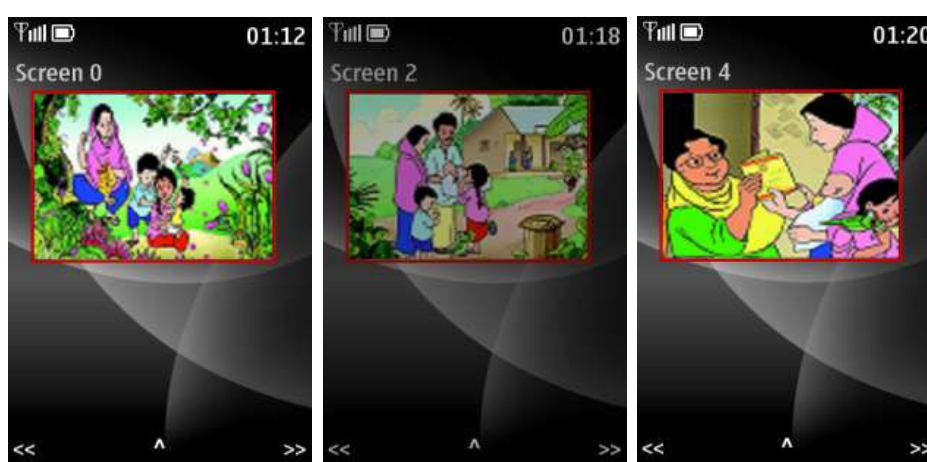 01:12
Screen 0
<< ^ >>
01:18
Screen 2
<< ^ >>
01:20
Screen 4
<< ^ >>